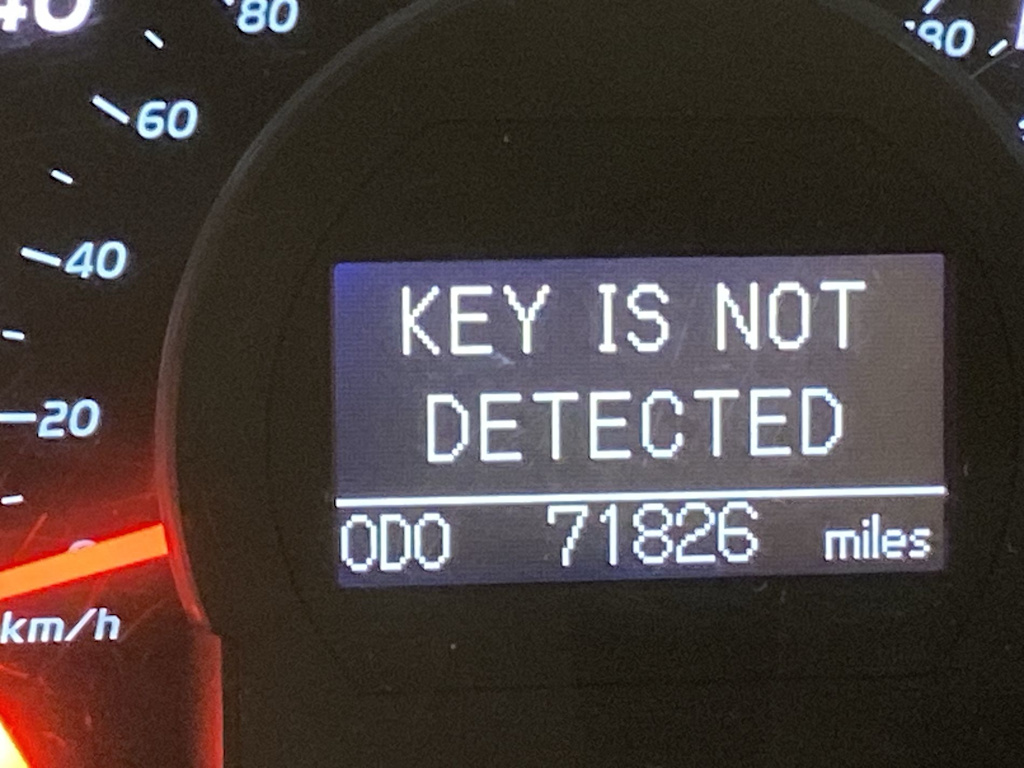 80
80
60
40
20
KEY IS NOT
DETECTED
ODO 71826 miles
km/h